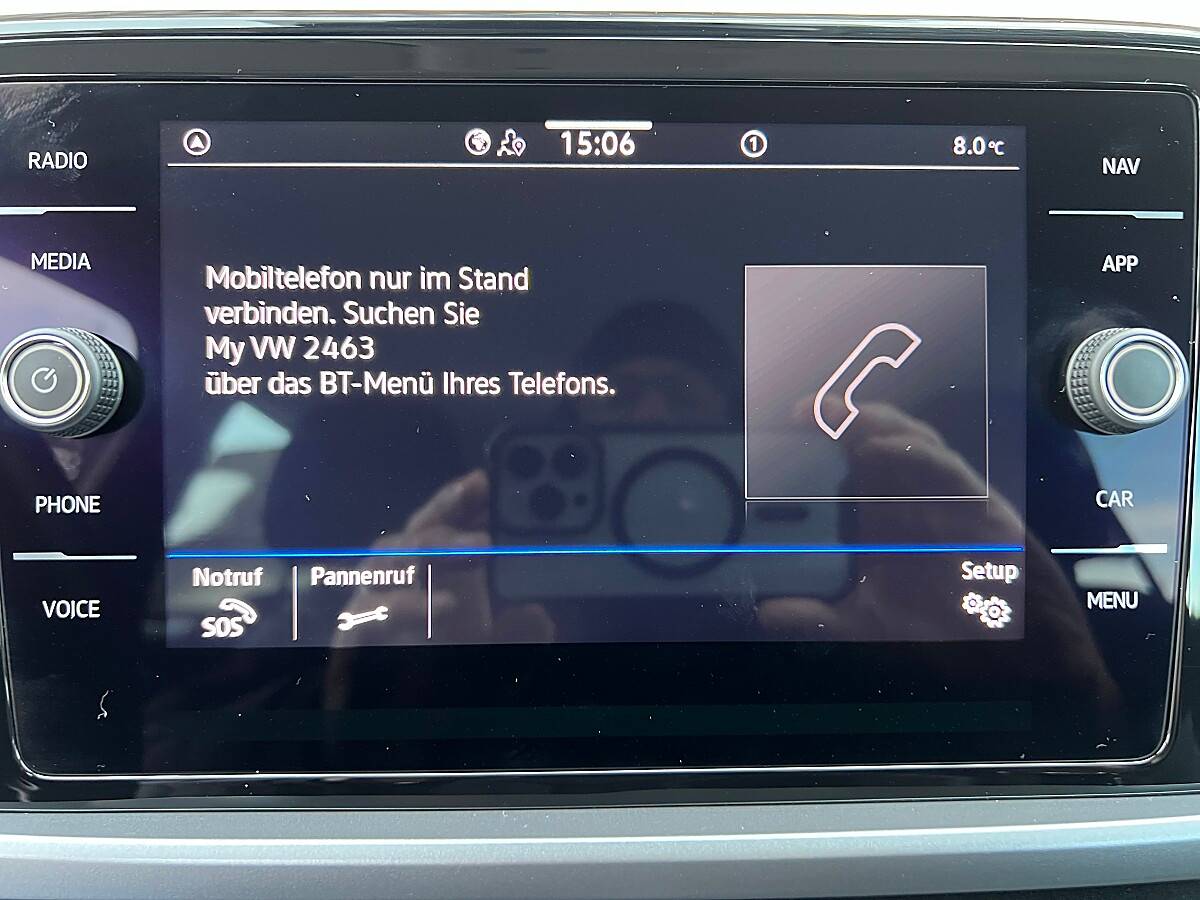 RADIO
MEDIA
PHONE
VOICE
15:06
1
8.0°C
Mobiltelefon nur im Stand
verbinden. Suchen Sie
My VW 2463
über das BT-Menü Ihres Telefons.
Notruf
SOS
Pannenruf
Setup
NAV
APP
CAR
MENU